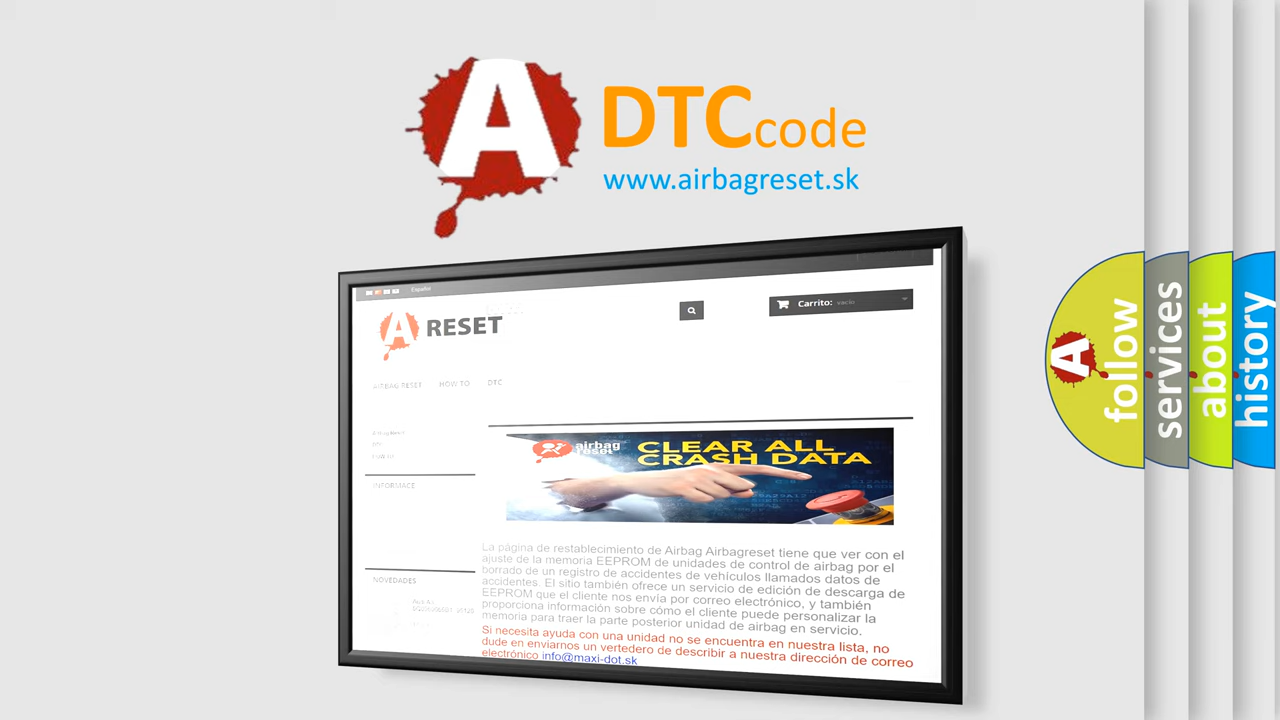 A
DTCcode
www.airbagreset.sk
Español
A RESET
Carrito: vacío
AIRBAG RESET HOW TO DTC
INFORMACE
NOVEDADES
airbag
reset
CLEAR ALL
CRASH DATA
La página de restablecimiento de Airbag Airbagreset tiene que ver con el
ajuste de la memoria EEPROM de unidades de control de airbag por el
borrado de un registro de accidentes de vehículos llamados datos de
accidentes. El sitio también ofrece un servicio de edición de descarga de
EEPROM que el cliente nos envía por correo electrónico, y también
proporciona información sobre cómo el cliente puede personalizar la
memoria para traer la parte posterior unidad de airbag en servicio.
Si necesita ayuda con una unidad no se encuentra en nuestra lista, no
dude en enviarnos un vertedero de describir a nuestra dirección de correo
electrónico info@maxi-dot.sk
A
follow
services
about
history